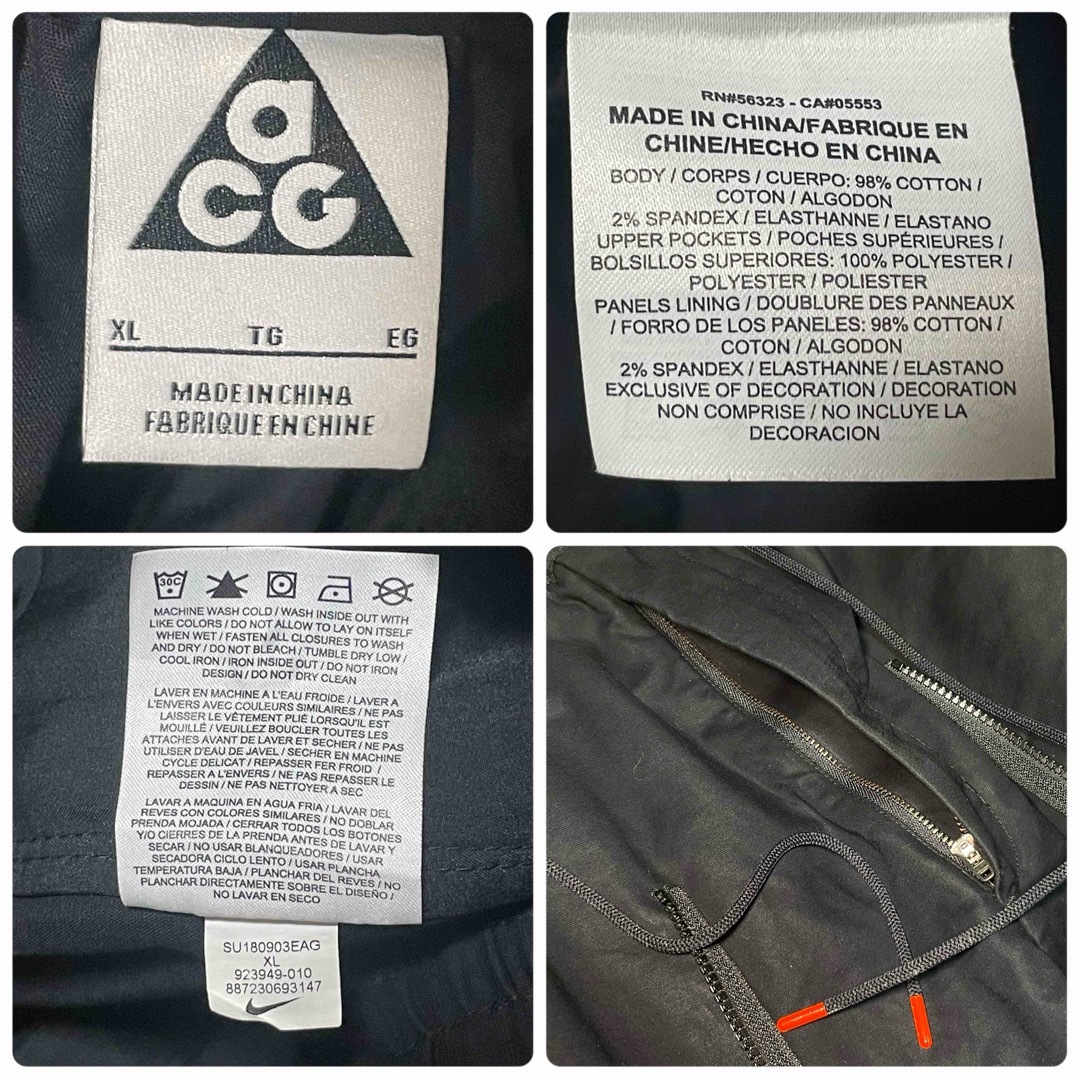 a
CG
XL TG EG
MADE IN CHINA
FABRIQUE EN CHINE
RN#56323 - CA#05553
MADE IN CHINA/FABRIQUE EN
CHINE/HECHO EN CHINA
BODY / CORPS / CUERPO: 98% COTTON /
COTON / ALGODON
2% SPANDEX / ELASTHANNE / ELASTANO
UPPER POCKETS / POCHES SUPÉRIEURES /
BOLSILLOS SUPERIORES: 100% POLYESTER /
POLYESTER / POLIESTER
PANELS LINING / DOUBLURE DES PANNEAUX
/ FORRO DE LOS PANELES: 98% COTTON /
COTON / ALGODON
2% SPANDEX / ELASTHANNE / ELASTANO
EXCLUSIVE OF DECORATION / DECORATION
NON COMPRISE / NO INCLUYE LA
DECORACION
30C
MACHINE WASH COLD / WASH INSIDE OUT WITH
LIKE COLORS / DO NOT ALLOW TO LAY ON ITSELF
WHEN WET / FASTEN ALL CLOSURES TO WASH
AND DRY / DO NOT BLEACH / TUMBLE DRY LOW /
COOL IRON / IRON INSIDE OUT / DO NOT IRON
DESIGN / DO NOT DRY CLEAN
LAVER EN MACHINE A L'EAU FROIDE / LAVER A
L'ENVERS AVEC COULEURS SIMILAIRES / NE PAS
LAISSER LE VÊTEMENT PLIÉ LORSQU'IL EST
MOUILLÉ / VEUILLEZ BOUCLER TOUTES LES
ATTACHES AVANT DE LAVER ET SECHER / NE PAS
UTILISER D'EAU DE JAVEL / SECHER EN MACHINE
CYCLE DELICAT / REPASSER FER FROID /
REPASSER A L'ENVERS / NE PAS REPASSER LE
DESSIN / NE PAS NETTOYER A SEC
LAVAR A MAQUINA EN AGUA FRIA / LAVAR DEL
REVES CON COLORES SIMILARES / NO DOBLAR
PRENDA MOJADA / CERRAR TODOS LOS BOTONES
Y/O CIERRES DE LA PRENDA ANTES DE LAVAR Y
SECAR / NO USAR BLANQUEADORES / USAR
SECADORA CICLO LENTO / USAR PLANCHA
TEMPERATURA BAJA / PLANCHAR DEL REVES / NO
PLANCHAR DIRECTAMENTE SOBRE EL DISEÑO /
NO LAVAR EN SECO
SU180903EAG
XL
923949-010
887230693147